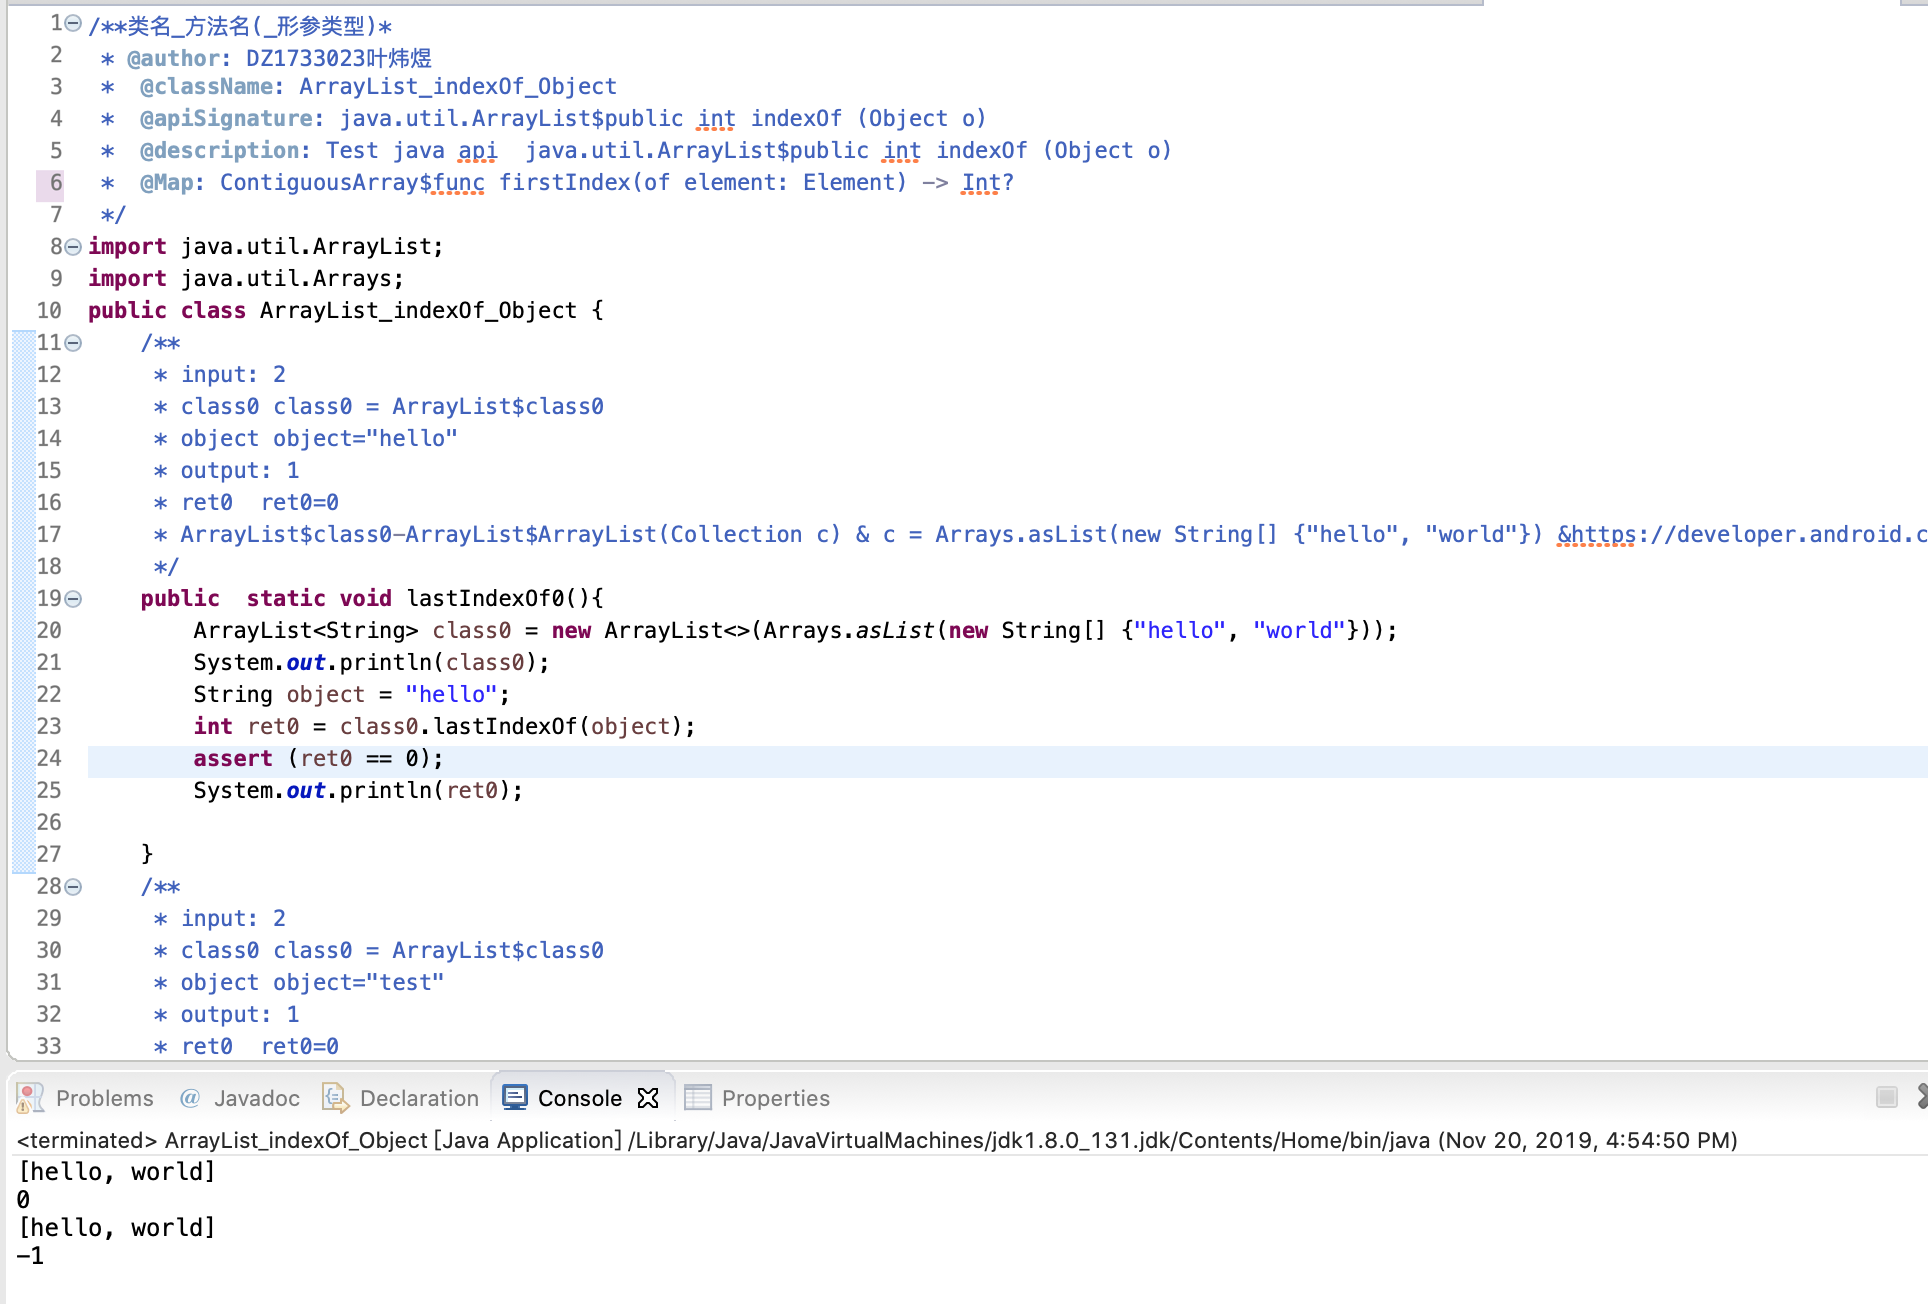 1 /**类名_方法名(_形参类型)*
2 * @author: DZ1733023叶炜煜
3 * @className: ArrayList_indexOf_Object
4 * @apiSignature: java.util.ArrayList$public int indexOf (Object o)
5 * @description: Test java api  java.util.ArrayList$public int indexOf (Object o)
6 * @Map: ContiguousArray$func firstIndex(of element: Element) -> Int?
7 */
8 import java.util.ArrayList;
9 import java.util.Arrays;
10 public class ArrayList_indexOf_Object {
11 /**
12 * input: 2
13 * class0 class0 = ArrayList$class0
14 * object object="hello"
15 * output: 1
16 * ret0  ret0=0
17 * ArrayList$class0-ArrayList$ArrayList(Collection c) & c = Arrays.asList(new String[] {"hello", "world"}) &https://developer.android.c
18 */
19 public  static void lastIndexOf0(){
20 ArrayList<String> class0 = new ArrayList<>(Arrays.asList(new String[] {"hello", "world"}));
21 System.out.println(class0);
22 String object = "hello";
23 int ret0 = class0.lastIndexOf(object);
24 assert (ret0 == 0);
25 System.out.println(ret0);
26
27 }
28 /**
29 * input: 2
30 * class0 class0 = ArrayList$class0
31 * object object="test"
32 * output: 1
33 * ret0  ret0=0
Problems @ Javadoc Declaration Console Properties
<terminated> ArrayList_indexOf_Object [Java Application] /Library/Java/JavaVirtualMachines/jdk1.8.0_131.jdk/Contents/Home/bin/java (Nov 20, 2019, 4:54:50 PM)
[hello, world]
0
[hello, world]
-1